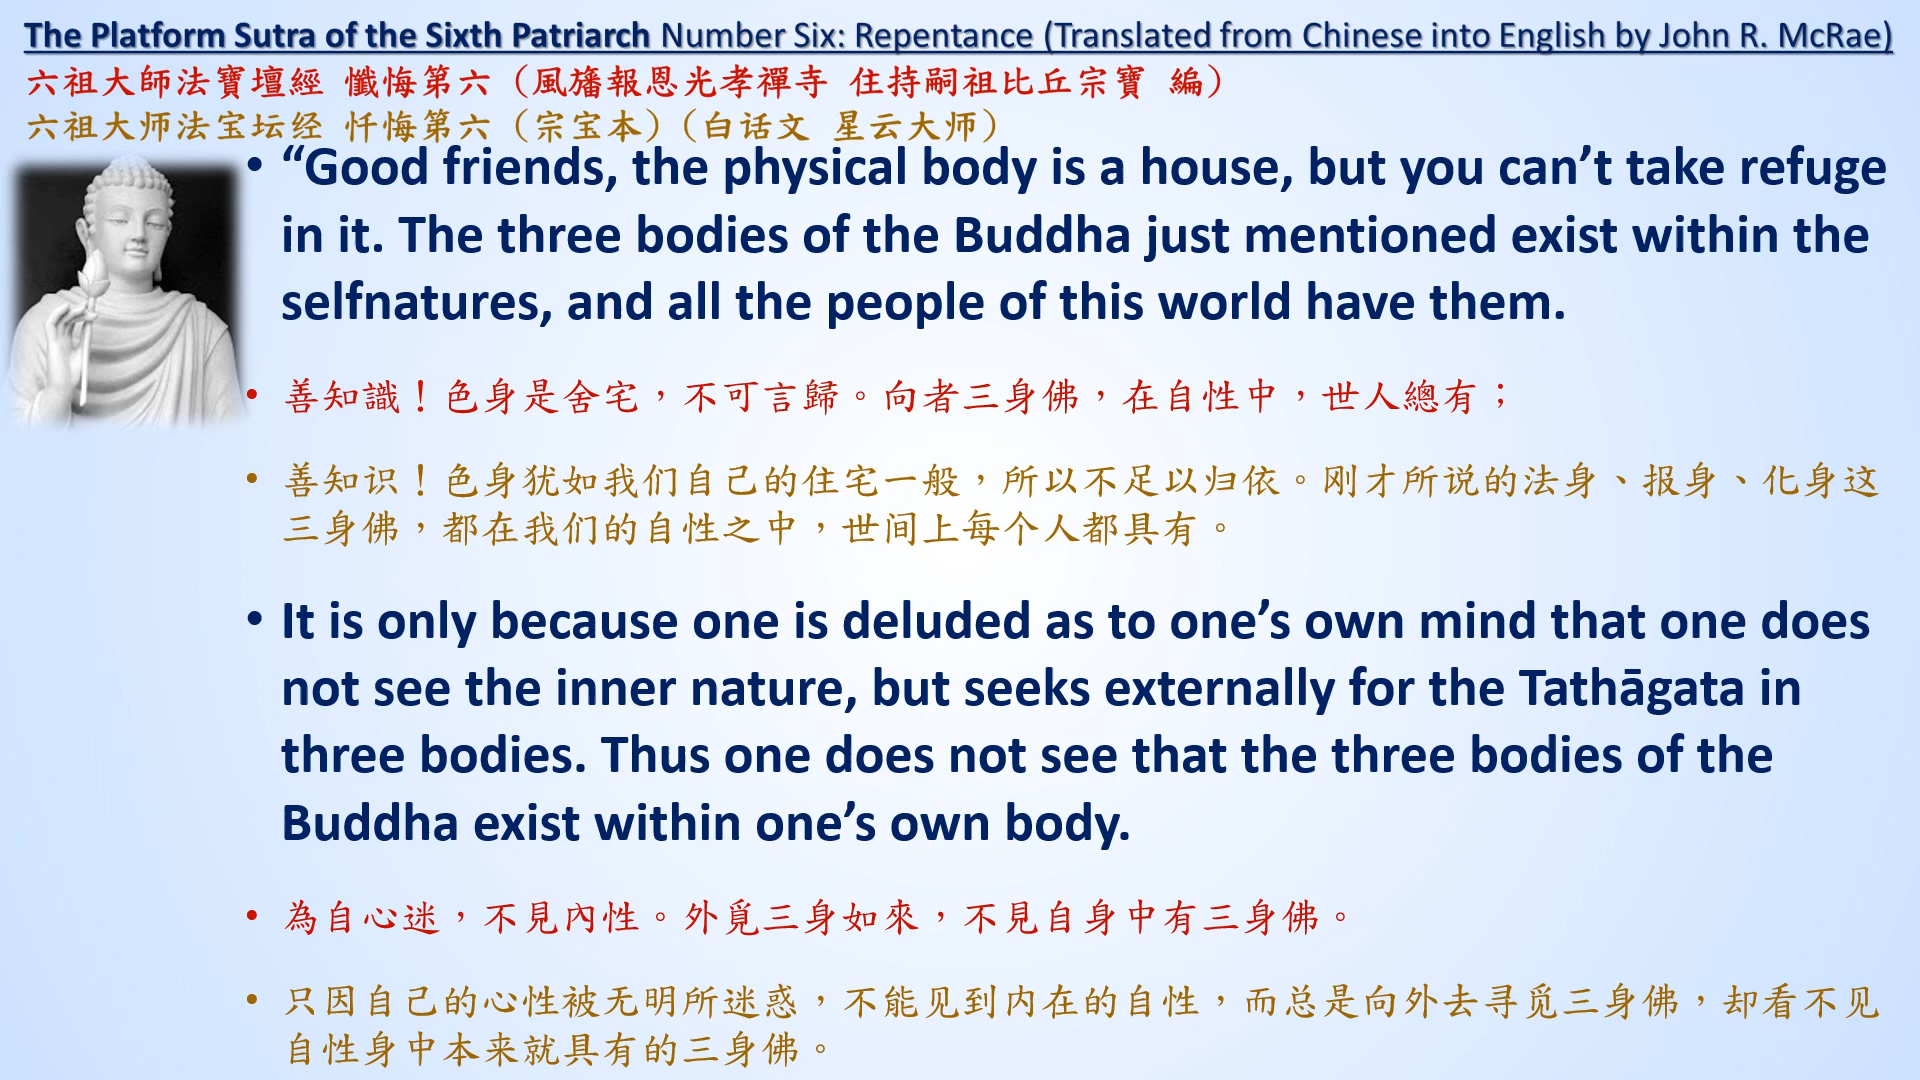 The Platform Sutra of the Sixth Patriarch Number Six: Repentance (Translated from Chinese into English by John R. McRae)
六祖大師法寶壇經 懺悔第六（風旛報恩光孝禪寺 住持嗣祖比丘宗寶 編）
六祖大师法宝坛经 忏悔第六（宗宝本）（白话文 星云大师）
• “Good friends, the physical body is a house, but you can’t take refuge
in it. The three bodies of the Buddha just mentioned exist within the
selfnatures, and all the people of this world have them.
• 善知識！色身是舍宅，不可言歸。向者三身佛，在自性中，世人總有；
• 善知识！色身犹如我们自己的住宅一般，所以不足以归依。刚才所说的法身、报身、化身这
三身佛，都在我们的自性之中，世间上每个人都具有。
• It is only because one is deluded as to one’s own mind that one does
not see the inner nature, but seeks externally for the Tathāgata in
three bodies. Thus one does not see that the three bodies of the
Buddha exist within one’s own body.
• 為自心迷，不見內性。外覓三身如來，不見自身中有三身佛。
• 只因自己的心性被无明所迷惑，不能见到内在的自性，而总是向外去寻觅三身佛，却看不见
自性身中本来就具有的三身佛。